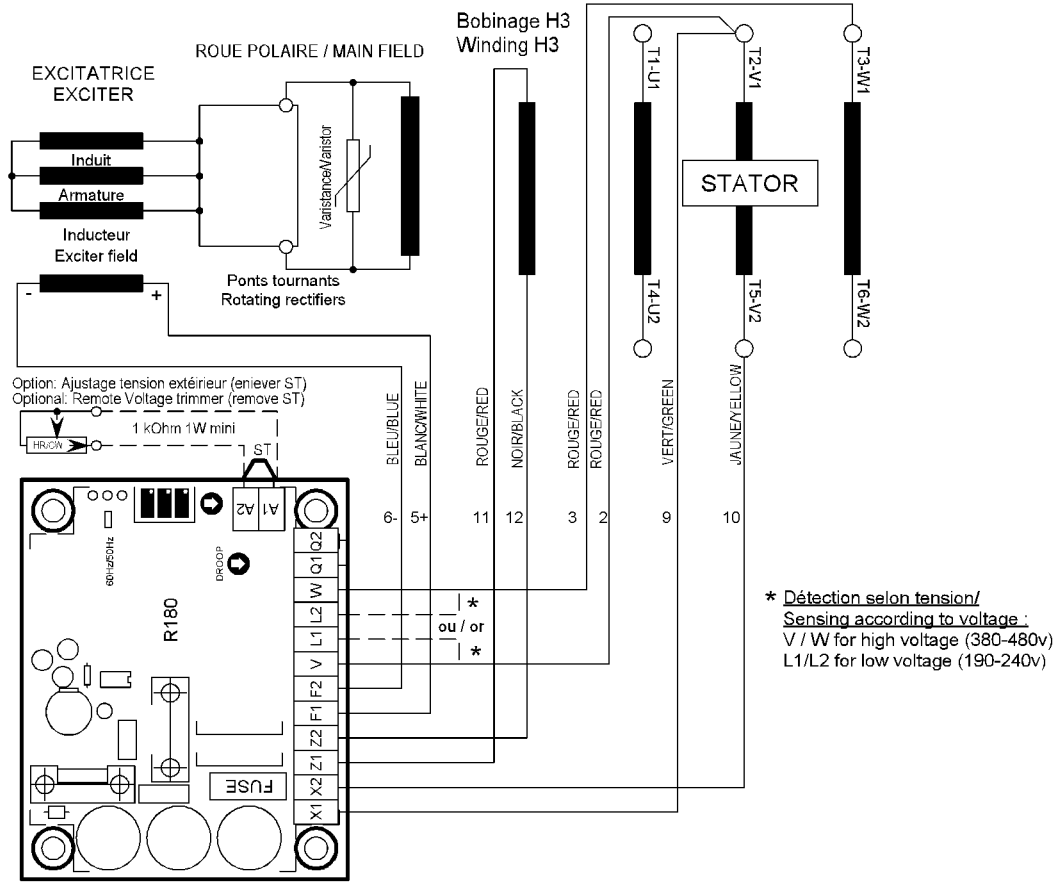 Bobinage H3
Winding H3
ROUE POLAIRE / MAIN FIELD
EXCITATRICE
EXCITER
Induit
Armature
Inducteur
Exciter field
-
+
Varistance/Varistor
Ponts tournants
Rotating rectifiers
T1-U1
T2-V1
T3-W1
STATOR
T4-U2
T5-V2
T6-W2
Option: Ajustage tension extérieur (eniever ST)
Optional: Remote Voltage trimmer (remove ST)
HR/CW
1 kOhm 1W mini
ST
BLEU/BLUE
BLANC/WHITE
ROUGE/RED
NOIR/BLACK
ROUGE/RED
ROUGE/RED
VERT/GREEN
JAUNE/YELLOW
6-
5+
11
12
3
2
9
10
A2
A1
60Hz/50Hz
DROOP
R180
FUSE
Q2
Q1
W
L2
L1
V
F2
F1
Z2
Z1
X2
X1
*
ou / or
*
* Détection selon tension/
Sensing according to voltage :
V / W for high voltage (380-480v)
L1/L2 for low voltage (190-240v)